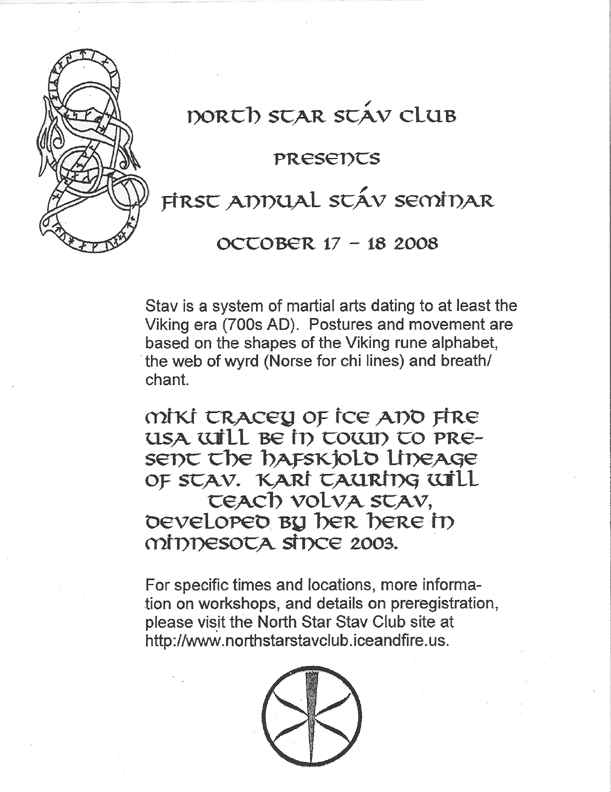 North Star Stáv Club
Presents
First Annual Stáv Seminar
October 17 - 18 2008
Stav is a system of martial arts dating to at least the
Viking era (700s AD). Postures and movement are
based on the shapes of the Viking rune alphabet,
the web of wyrd (Norse for chi lines) and breath/
chant.
Miki Tracey of Ice and Fire
USA will be in town to pre-
sent the Hafskjold Lineage
of Stav. Kari Tauring will
teach Volva Stav,
developed by her here in
Minnesota since 2003.
For specific times and locations, more informa-
tion on workshops, and details on preregistration,
please visit the North Star Stav Club site at
http://www.northstarstavclub.iceandfire.us.